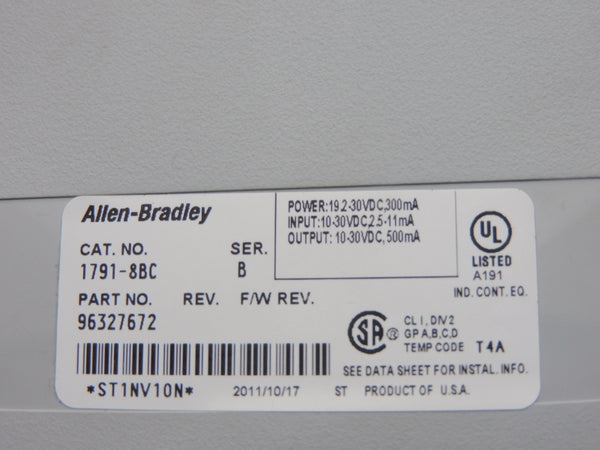 Allen-Bradley
POWER:19.2-30VDC,300mA
INPUT:10-30VDC,2.5-11mA
OUTPUT: 10-30VDC, 500mA
CAT. NO. SER.
1791-8BC B
UL
LISTED
A191
IND. CONT. EQ.
PART NO. REV. F/W REV.
96327672
SA ®
CL I, DIV2
GP A,B,C,D
TEMP CODE T4A
SEE DATA SHEET FOR INSTAL. INFO.
*ST1NV10N* 2011/10/17 ST PRODUCT OF U.S.A.